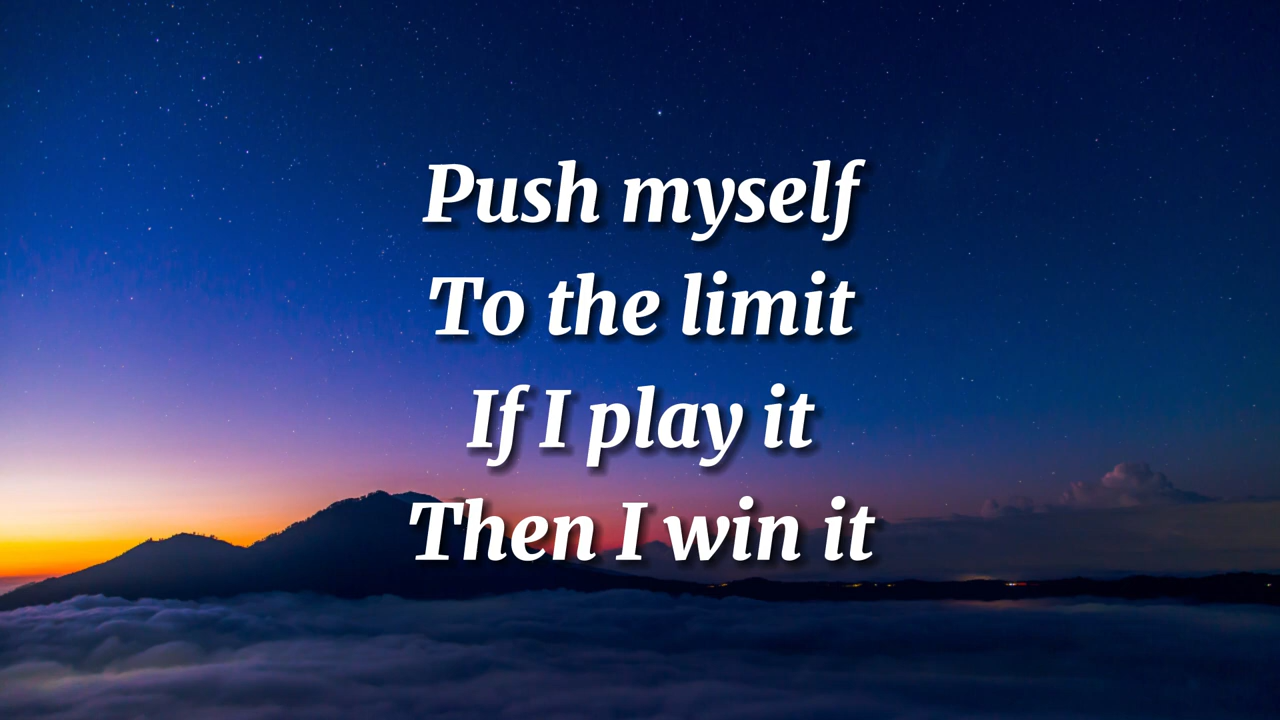 Push myself
To the limit
If I play it
Then I win it